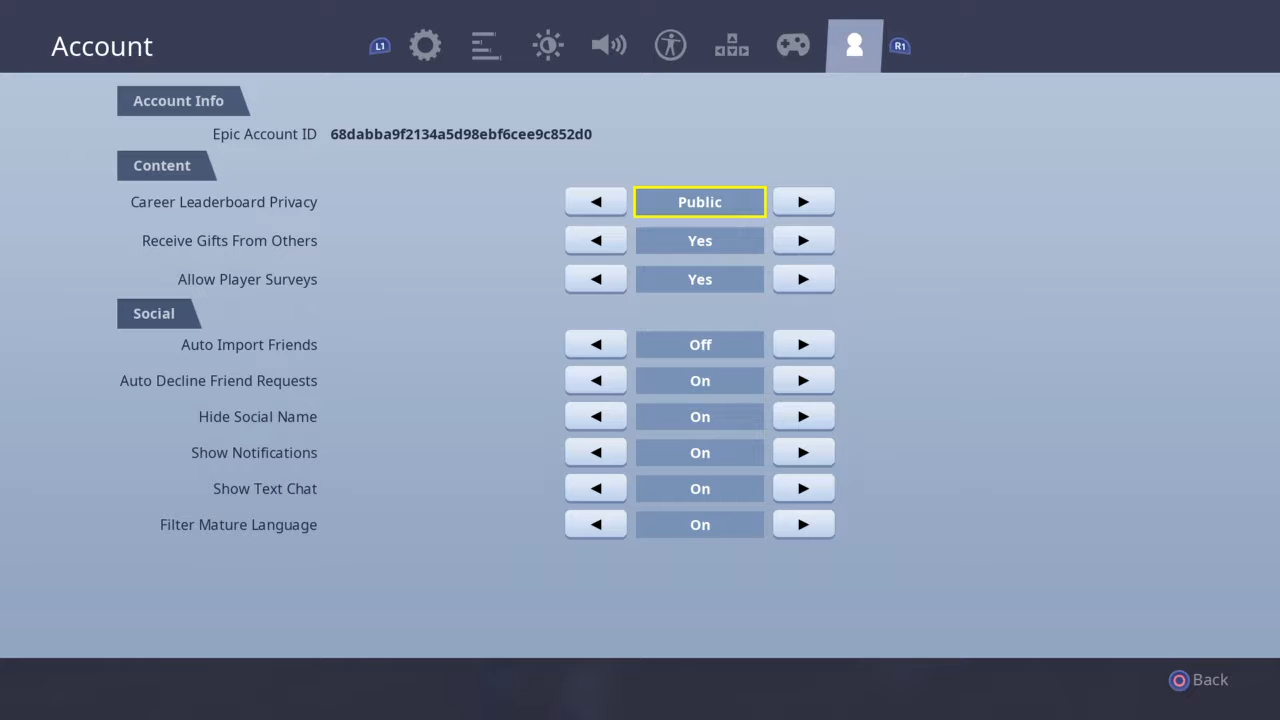 Account
L1
R1
Account Info
Epic Account ID 68dabba9f2134a5d98ebf6cee9c852d0
Content
Career Leaderboard Privacy Public
Receive Gifts From Others Yes
Allow Player Surveys Yes
Social
Auto Import Friends Off
Auto Decline Friend Requests On
Hide Social Name On
Show Notifications On
Show Text Chat On
Filter Mature Language On
Back